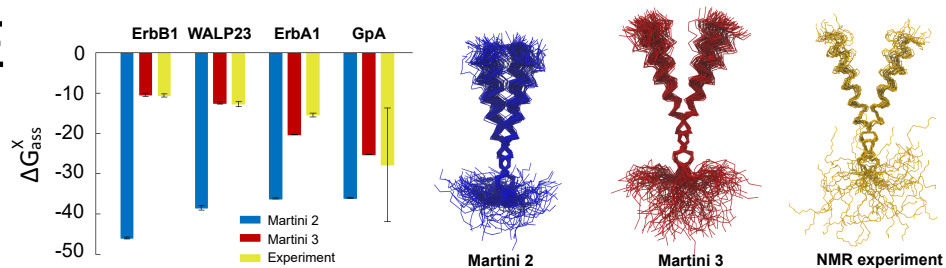 ErbB1 WALP23 ErbA1 GpA
0
-10
-20
-30
-40
-50
ΔG^X_ass
Martini 2
Martini 3
Experiment
Martini 2
Martini 3
NMR experiment